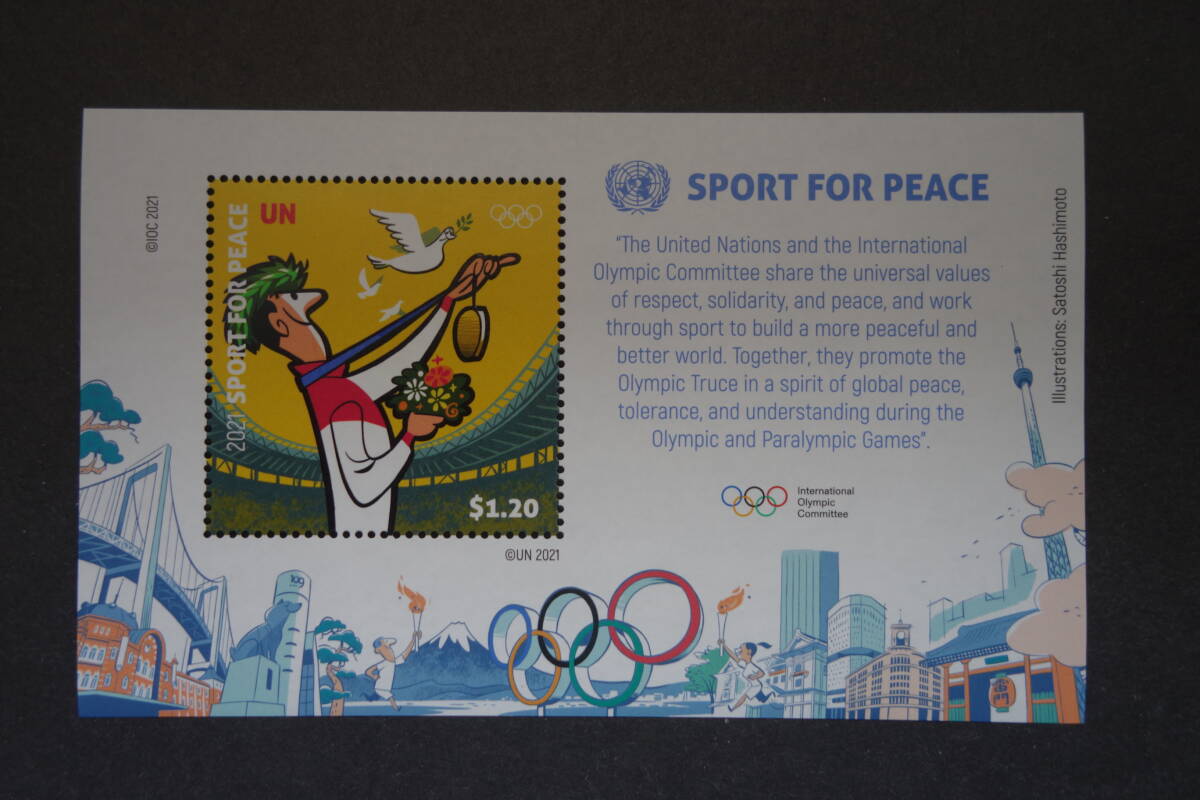 ©IOC 2021
2021 SPORT FOR PEACE
UN
$1.20
©UN 2021
SPORT FOR PEACE
"The United Nations and the International
Olympic Committee share the universal values
of respect, solidarity, and peace, and work
through sport to build a more peaceful and
better world. Together, they promote the
Olympic Truce in a spirit of global peace,
tolerance, and understanding during the
Olympic and Paralympic Games".
International
Olympic
Committee
Illustrations: Satoshi Hashimoto
109